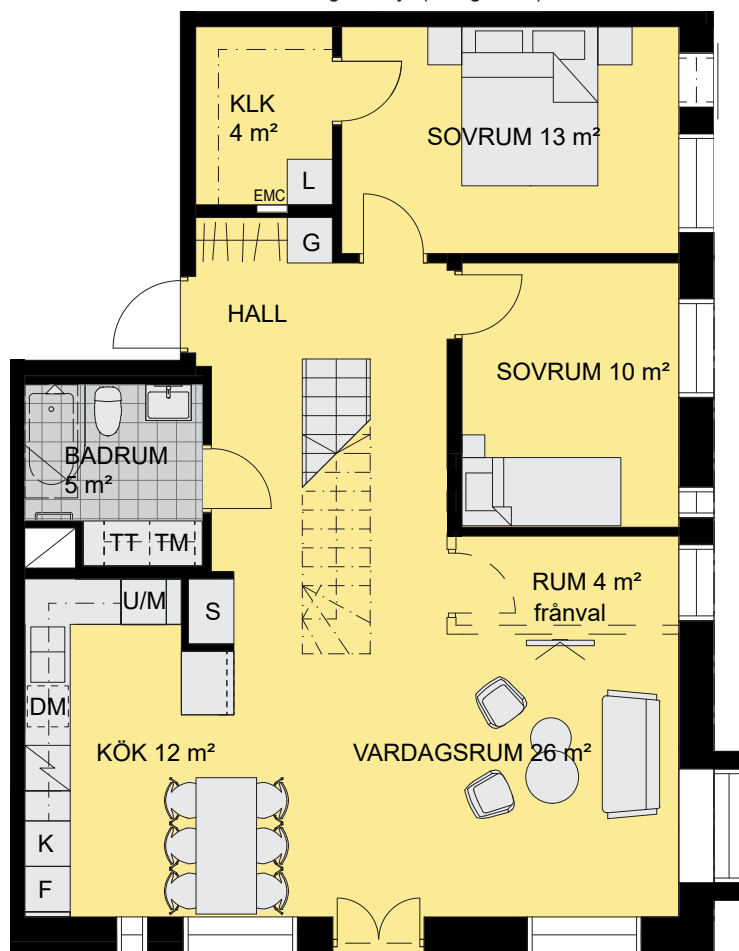 KLK
4 m²
SOVRUM 13 m²
L
EMC
G
HALL
SOVRUM 10 m²
BADRUM
5 m²
TT
TM
RUM 4 m²
frånval
U/M
S
DM
KÖK 12 m²
VARDAGSRUM 26 m²
K
F